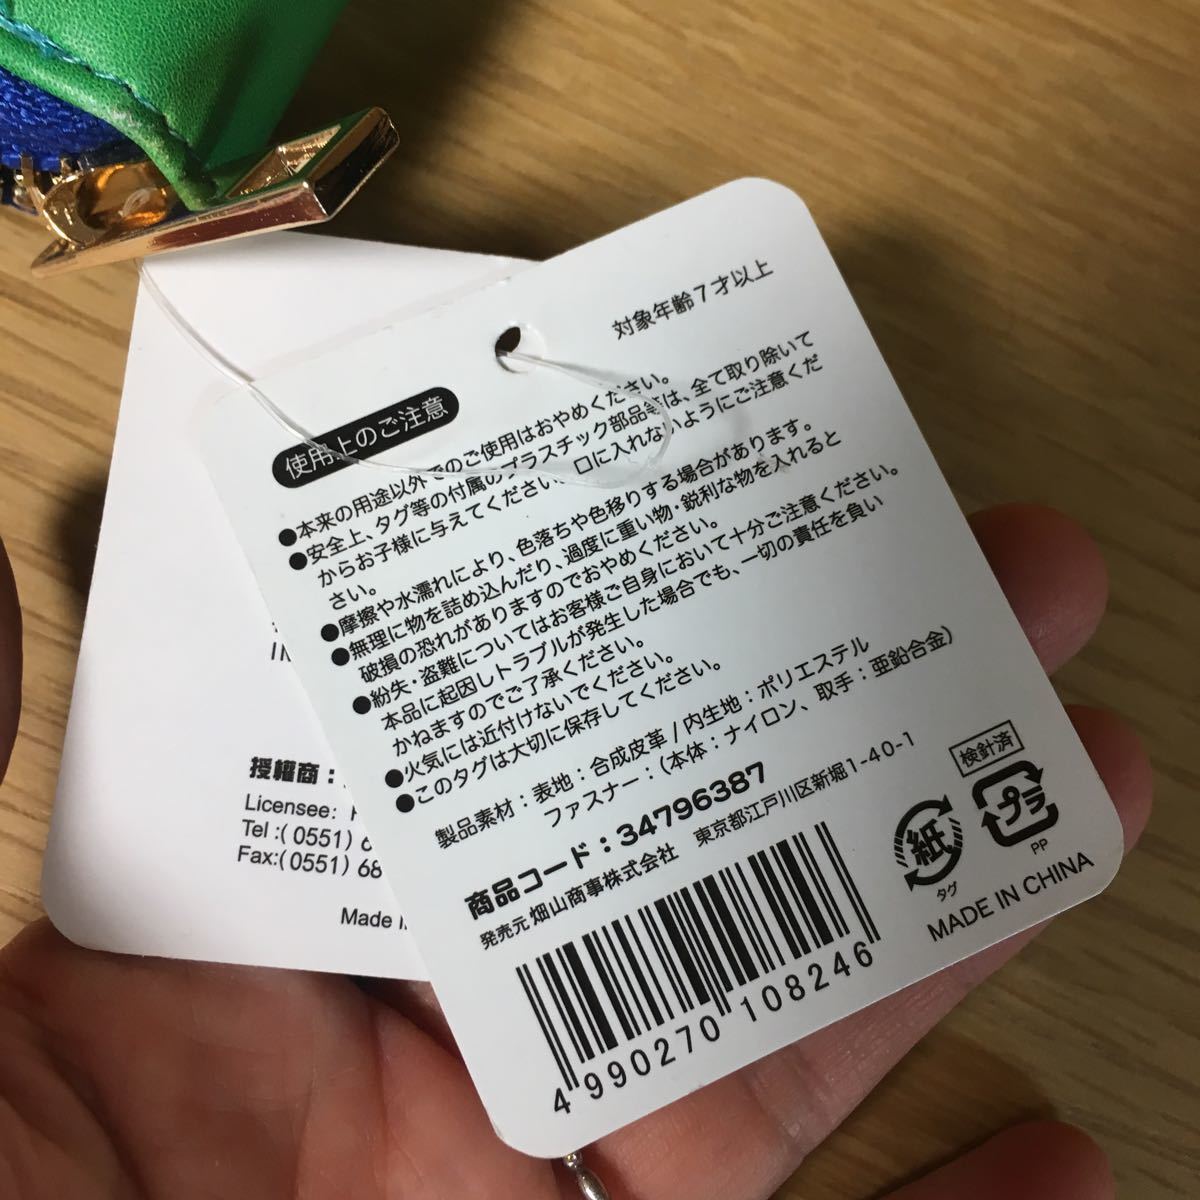 対象年齢7才以上
使用上のご注意
●本来の用途以外でのご使用はおやめください。
●安全上、タグ等の付属のプラスチック部品等は、全て取り除いて
からお子様に与えてください。口に入れないようにご注意くだ
さい。
●摩擦や水濡れにより、色落ちや色移りする場合があります。
●無理に物を詰め込んだり、過度に重い物・鋭利な物を入れると
破損の恐れがありますのでおやめください。
●紛失・盗難についてはお客様ご自身において十分ご注意ください。
本品に起因しトラブルが発生した場合でも、一切の責任を負い
かねますのでご了承ください。
●火気には近付けないでください。
●このタグは大切に保存してください。
製品素材:表地:合成皮革/内生地:ポリエステル
ファスナー:(本体:ナイロン、取手:亜鉛合金)
商品コード:34796387
発売元 畑山商事株式会社 東京都江戸川区新堀1-40-1
検針済
紙
タグ
プラ
PP
MADE IN CHINA
4 990270 108246
授權商:
Licensee:
Tel :( 0551) 6
Fax:( 0551) 68
Made